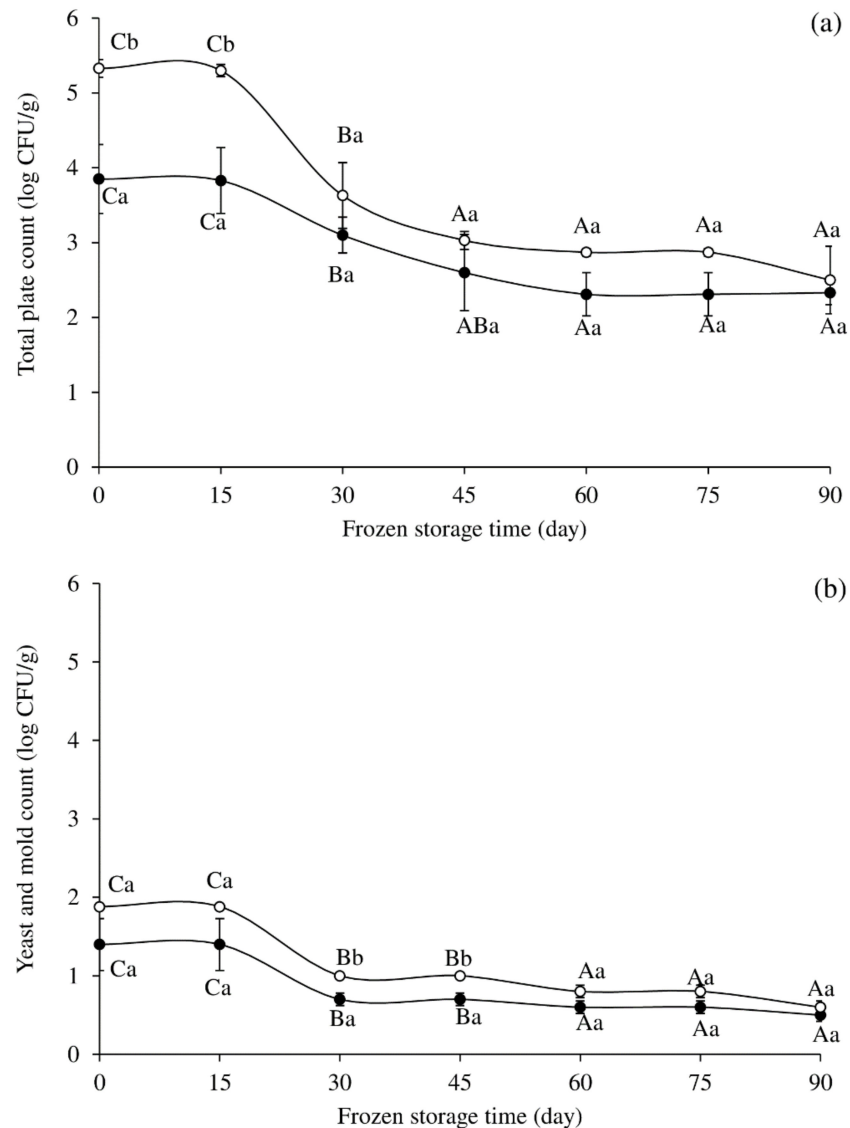 (a)
Total plate count (log CFU/g)
6
5
4
3
2
1
0
Cb
Cb
Ba
Aa
Aa
Aa
Aa
Ca
Ca
Ba
ABa
Aa
Aa
Aa
0 15 30 45 60 75 90
Frozen storage time (day)
(b)
Yeast and mold count (log CFU/g)
6
5
4
3
2
1
0
Ca
Ca
Bb
Bb
Aa
Aa
Aa
Ca
Ca
Ba
Ba
Aa
Aa
Aa
0 15 30 45 60 75 90
Frozen storage time (day)